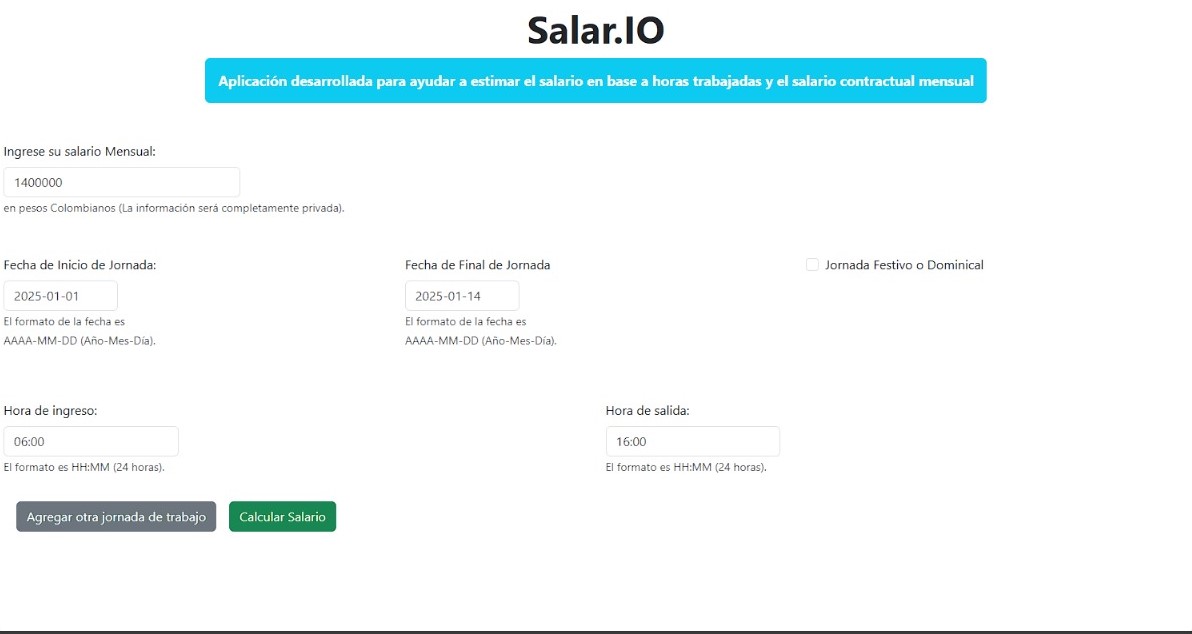 Salar.IO
Aplicación desarrollada para ayudar a estimar el salario en base a horas trabajadas y el salario contractual mensual
Ingrese su salario Mensual:
1400000
en pesos Colombianos (La información será completamente privada).
Fecha de Inicio de Jornada:
2025-01-01
El formato de la fecha es
AAAA-MM-DD (Año-Mes-Día).
Fecha de Final de Jornada
2025-01-14
El formato de la fecha es
AAAA-MM-DD (Año-Mes-Día).
Jornada Festivo o Dominical
Hora de ingreso:
06:00
El formato es HH:MM (24 horas).
Hora de salida:
16:00
El formato es HH:MM (24 horas).
Agregar otra jornada de trabajo
Calcular Salario